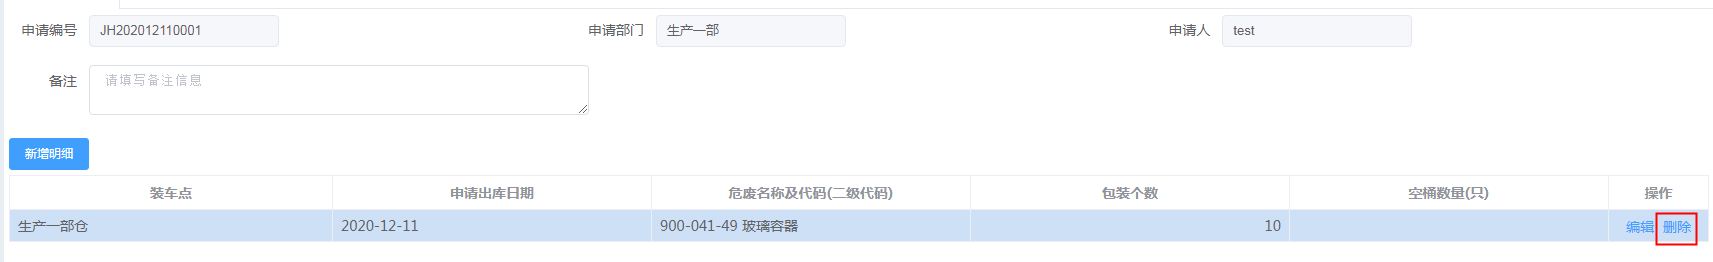 申请编号 JH202012110001 申请部门 生产一部 申请人 test
备注 请填写备注信息
新增明细
装车点 申请出库日期 危废名称及代码(二级代码) 包装个数 空桶数量(只) 操作
生产一部仓 2020-12-11 900-041-49 玻璃容器 10 编辑 删除